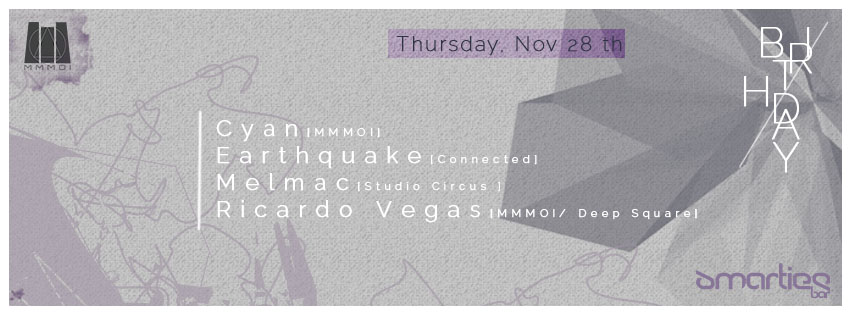 MMMOI
Thursday, Nov 28 th
BIRTHDAY
Cyan [MMMOI]
Earthquake [Connected]
Melmac [Studio Circus ]
Ricardo Vegas [MMMOI/ Deep Square]
smarties
bar